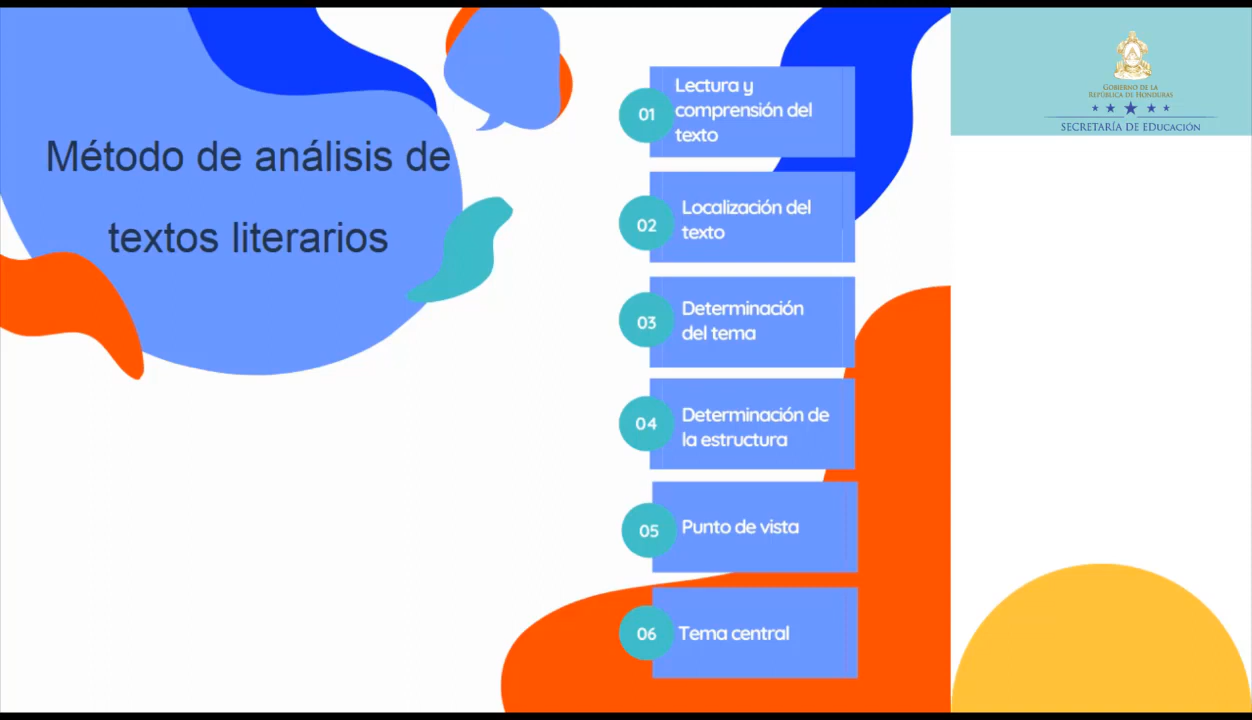 Método de análisis de
textos literarios
01
Lectura y
comprensión del
texto
02
Localización del
texto
03
Determinación
del tema
04
Determinación de
la estructura
05
Punto de vista
06
Tema central
GOBIERNO DE LA
REPÚBLICA DE HONDURAS
SECRETARÍA DE EDUCACIÓN